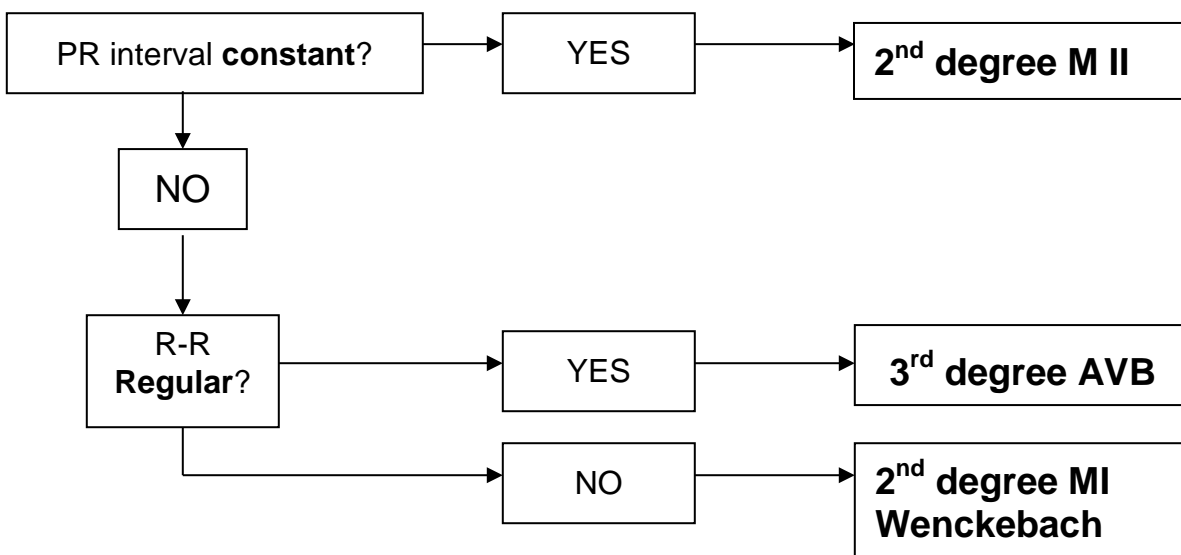 PR interval constant?
YES
2nd degree M II
NO
R-R
Regular?
YES
3rd degree AVB
NO
2nd degree MI
Wenckebach